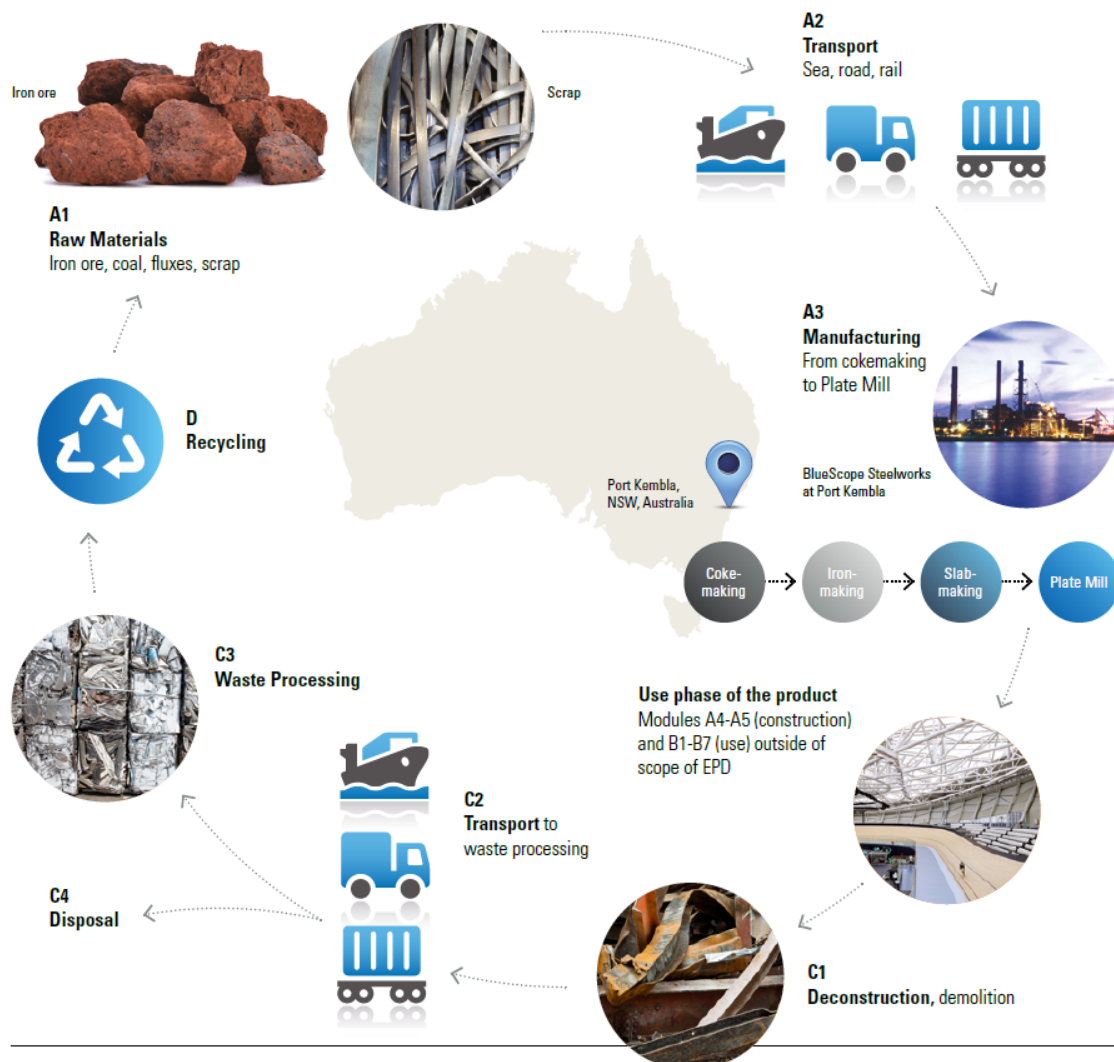 Iron ore
Scrap
A2
Transport
Sea, road, rail
A1
Raw Materials
Iron ore, coal, fluxes, scrap
A3
Manufacturing
From cokemaking
to Plate Mill
BlueScope Steelworks
at Port Kembla
D
Recycling
Port Kembla,
NSW, Australia
Coke-
making
Iron-
making
Slab-
making
Plate Mill
C3
Waste Processing
Use phase of the product
Modules A4-A5 (construction)
and B1-B7 (use) outside of
scope of EPD
C2
Transport to
waste processing
C4
Disposal
C1
Deconstruction, demolition